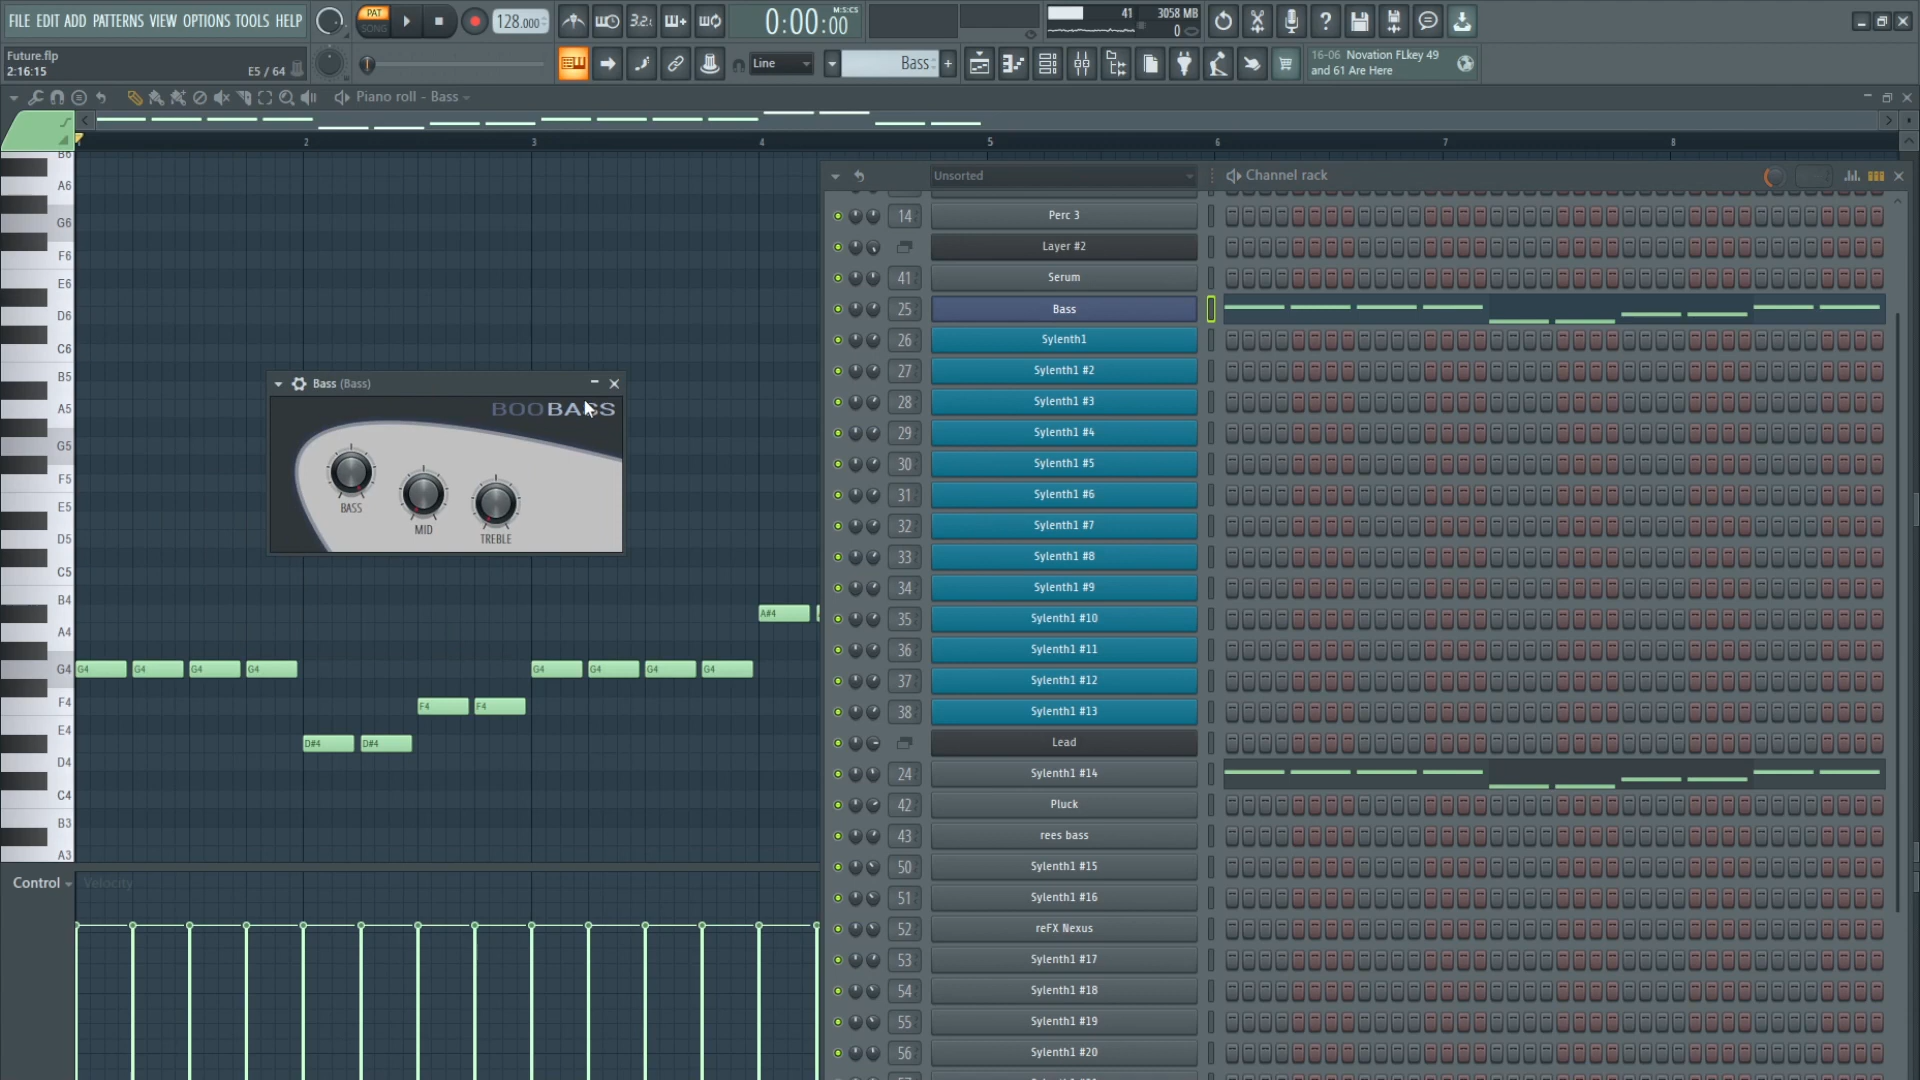 FILE EDIT ADD PATTERNS VIEW OPTIONS TOOLS HELP
PAT
SONG
128.000
3.2.
0:00:00
M:S:CS
41
3058 MB
0
Future.flp
2:16:15
E5 / 64
Line
Bass
16-06 Novation FLkey 49
and 61 Are Here
Piano roll - Bass
2
3
4
5
6
7
8
Unsorted
Channel rack
B6
A6
G6
F6
E6
D6
C6
B5
A5
G5
F5
E5
D5
C5
B4
A4
G4
F4
E4
D4
C4
B3
A3
Bass (Bass)
BOOBASS
BASS
MID
TREBLE
G4
G4
G4
G4
D#4
D#4
F4
F4
G4
G4
G4
G4
A#4
Control
Velocity
14 Perc 3
Layer #2
41 Serum
25 Bass
26 Sylenth1
27 Sylenth1 #2
28 Sylenth1 #3
29 Sylenth1 #4
30 Sylenth1 #5
31 Sylenth1 #6
32 Sylenth1 #7
33 Sylenth1 #8
34 Sylenth1 #9
35 Sylenth1 #10
36 Sylenth1 #11
37 Sylenth1 #12
38 Sylenth1 #13
Lead
24 Sylenth1 #14
42 Pluck
43 rees bass
50 Sylenth1 #15
51 Sylenth1 #16
52 reFX Nexus
53 Sylenth1 #17
54 Sylenth1 #18
55 Sylenth1 #19
56 Sylenth1 #20